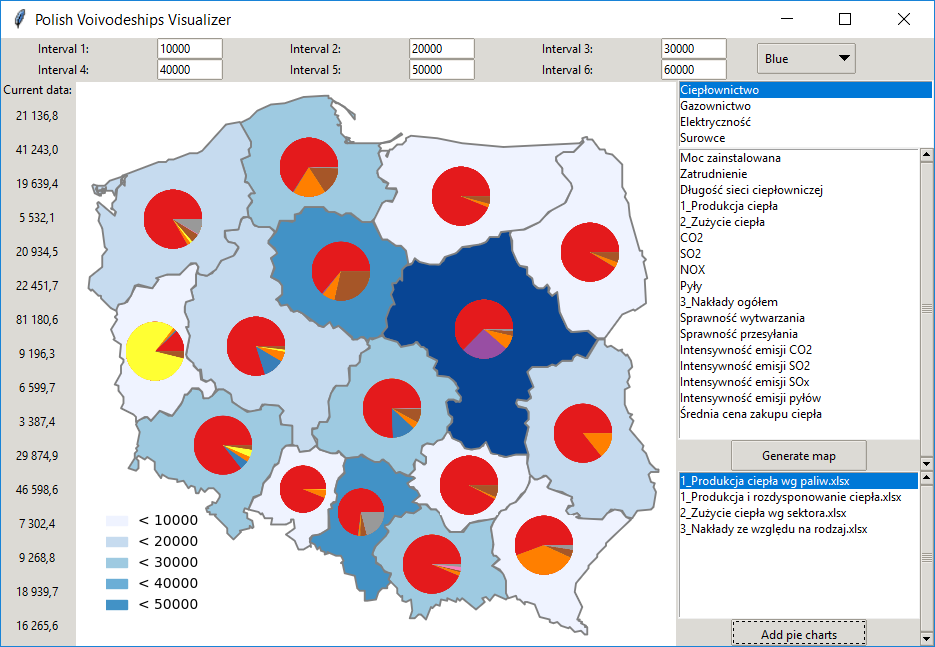 Polish Voivodeships Visualizer
Interval 1: 10000 Interval 2: 20000 Interval 3: 30000
Interval 4: 40000 Interval 5: 50000 Interval 6: 60000
Blue
Current data:
21 136,8
41 243,0
19 639,4
5 532,1
20 934,5
22 451,7
81 180,6
9 196,3
6 599,7
3 387,4
29 874,9
46 598,6
7 302,4
9 268,8
18 939,7
16 265,6
< 10000
< 20000
< 30000
< 40000
< 50000
Ciepłownictwo
Gazownictwo
Elektryczność
Surowce
Moc zainstalowana
Zatrudnienie
Długość sieci ciepłowniczej
1_Produkcja ciepła
2_Zużycie ciepła
CO2
SO2
NOX
Pyły
3_Nakłady ogółem
Sprawność wytwarzania
Sprawność przesyłania
Intensywność emisji CO2
Intensywność emisji SO2
Intensywność emisji SOx
Intensywność emisji pyłów
Średnia cena zakupu ciepła
Generate map
1_Produkcja ciepła wg paliw.xlsx
1_Produkcja i rozdysponowanie ciepła.xlsx
2_Zużycie ciepła wg sektora.xlsx
3_Nakłady ze względu na rodzaj.xlsx
Add pie charts